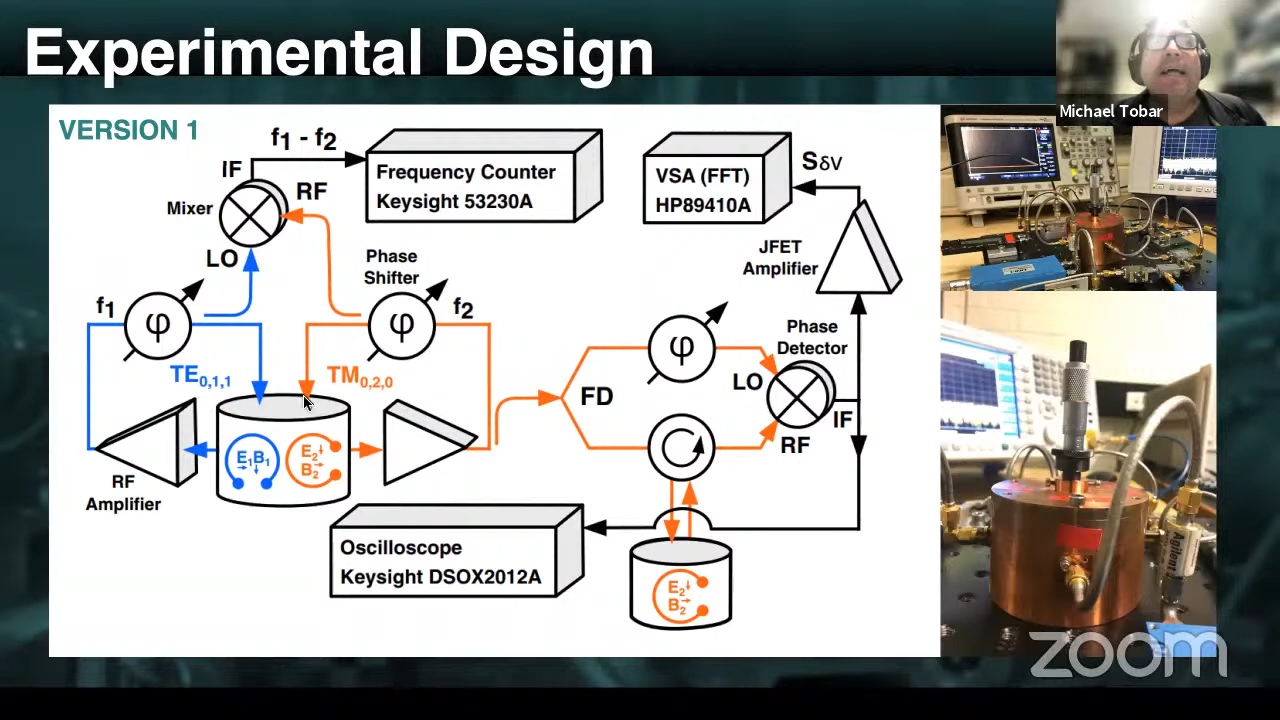 Experimental Design
Michael Tobar
VERSION 1
f1 - f2
IF
RF
Mixer
LO
Frequency Counter
Keysight 53230A
VSA (FFT)
HP89410A
SδV
JFET
Amplifier
Phase
Shifter
f1
φ
φ
f2
TE0,1,1
TM0,2,0
E1B1
E2
B2
RF
Amplifier
FD
φ
LO
Phase
Detector
IF
RF
Oscilloscope
Keysight DSOX2012A
E2
B2
Agilent
zoom